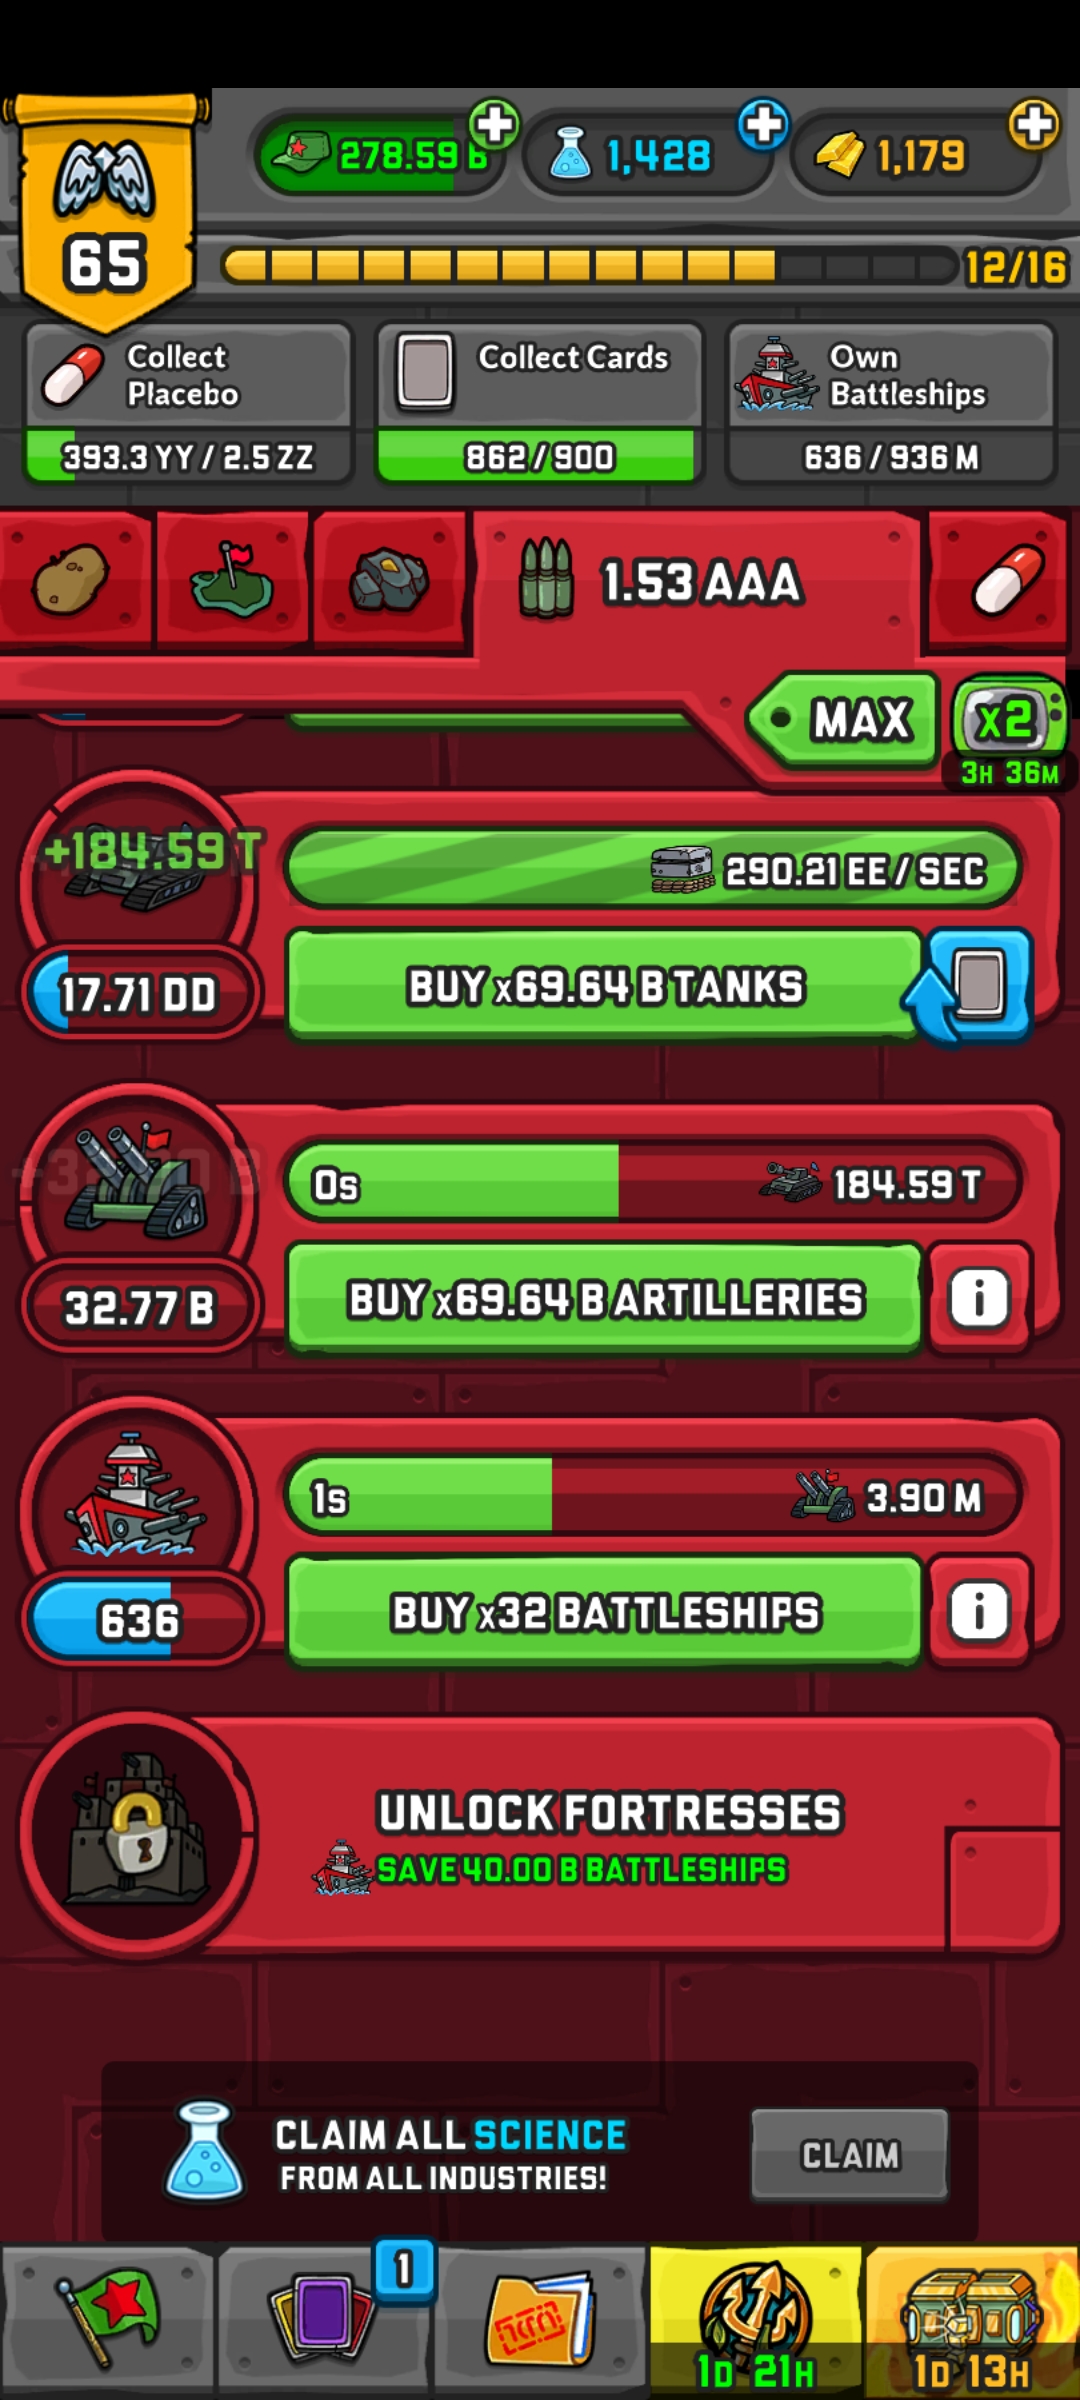 65
278.59 B
1,428
1,179
12/16
Collect
Placebo
393.3 YY / 2.5 ZZ
Collect Cards
862/900
Own
Battleships
636 / 936 M
1.53 AAA
MAX
x2
3H 36M
+184.59 T
290.21 EE / SEC
17.71 DD
BUY x69.64 B TANKS
0s
184.59 T
32.77 B
BUY x69.64 B ARTILLERIES
i
1s
3.90 M
636
BUY x32 BATTLESHIPS
i
UNLOCK FORTRESSES
SAVE 40.00 B BATTLESHIPS
CLAIM ALL SCIENCE
FROM ALL INDUSTRIES!
CLAIM
1
1D 21H
1D 13H